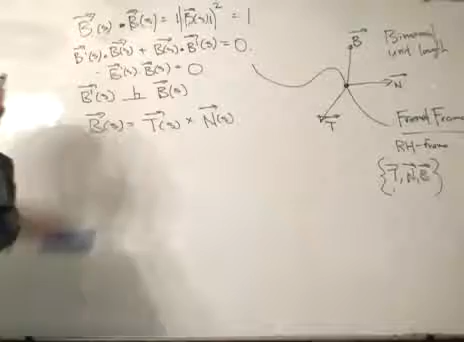 B⃗(s) • B⃗(s) = ||B⃗(s)||² = 1
B⃗'(s) • B⃗(s) + B⃗(s) • B⃗'(s) = 0.
B⃗'(s) • B⃗(s) = 0
B⃗'(s) ⊥ B⃗(s)
B⃗(s) = T⃗(s) × N⃗(s)
B⃗
N⃗
T⃗
Binormal
unit length
Frenet Frame
RH-frame
{T⃗, N⃗, B⃗}